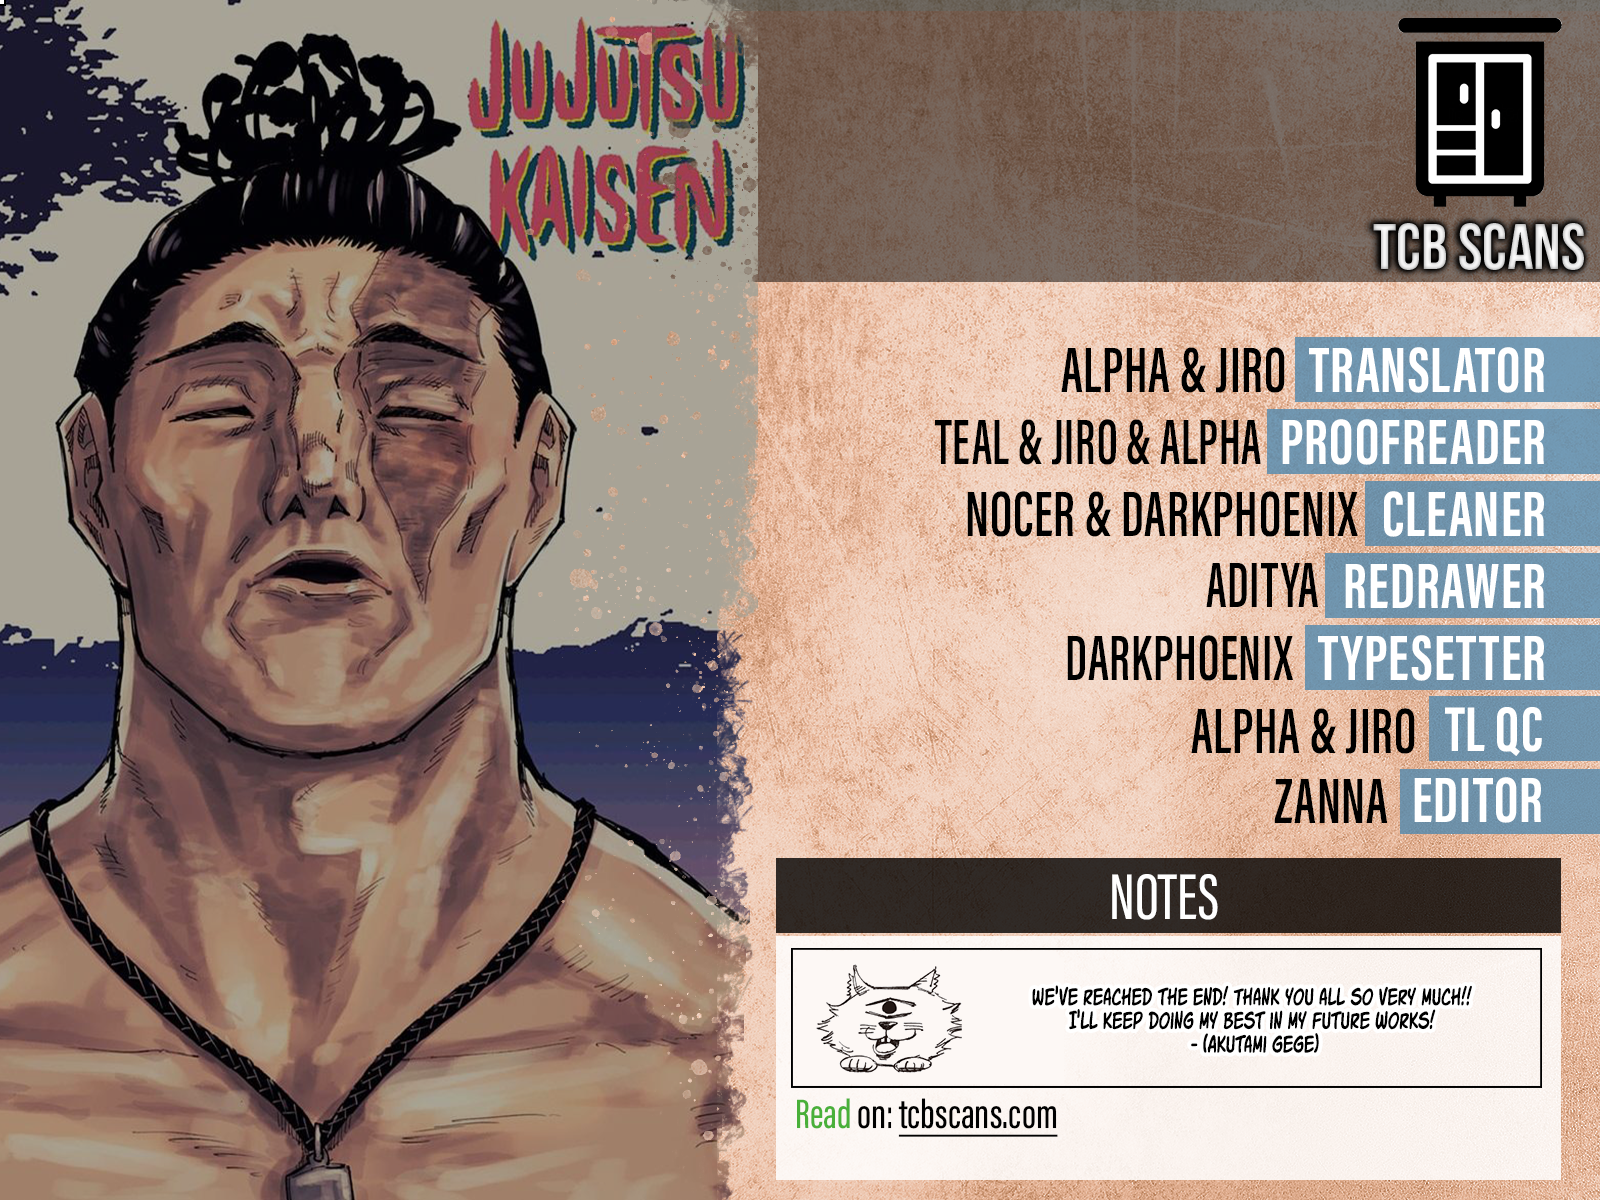 JUJUTSU
KAISEN
TCB SCANS
ALPHA & JIRO TRANSLATOR
TEAL & JIRO & ALPHA PROOFREADER
NOCER & DARKPHOENIX CLEANER
ADITYA REDRAWER
DARKPHOENIX TYPESETTER
ALPHA & JIRO TL QC
ZANNA EDITOR
NOTES
WE'VE REACHED THE END! THANK YOU ALL SO VERY MUCH!!
I'LL KEEP DOING MY BEST IN MY FUTURE WORKS!
- (AKUTAMI GEGE)
Read on: tcbscans.com